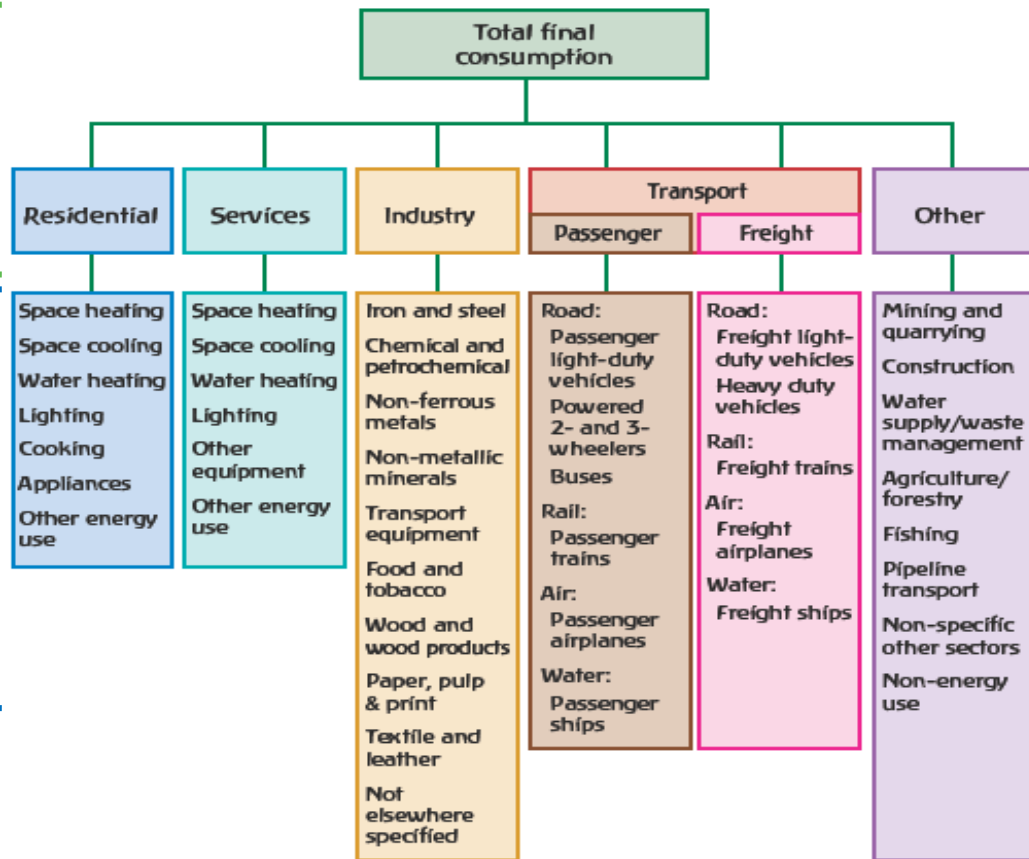 Total final
consumption
Residential
Services
Industry
Transport
Passenger
Freight
Other
Space heating
Space cooling
Water heating
Lighting
Cooking
Appliances
Other energy
use
Space heating
Space cooling
Water heating
Lighting
Other
equipment
Other energy
use
Iron and steel
Chemical and
petrochemical
Non-ferrous
metals
Non-metallic
minerals
Transport
equipment
Food and
tobacco
Wood and
wood products
Paper, pulp
& print
Textile and
leather
Not
elsewhere
specified
Road:
Passenger
light-duty
vehicles
Powered
2- and 3-
wheelers
Buses
Rail:
Passenger
trains
Air:
Passenger
airplanes
Water:
Passenger
ships
Road:
Freight light-
duty vehicles
Heavy duty
vehicles
Rail:
Freight trains
Air:
Freight
airplanes
Water:
Freight ships
Mining and
quarrying
Construction
Water
supply/waste
management
Agriculture/
forestry
Fishing
Pipeline
transport
Non-specific
other sectors
Non-energy
use